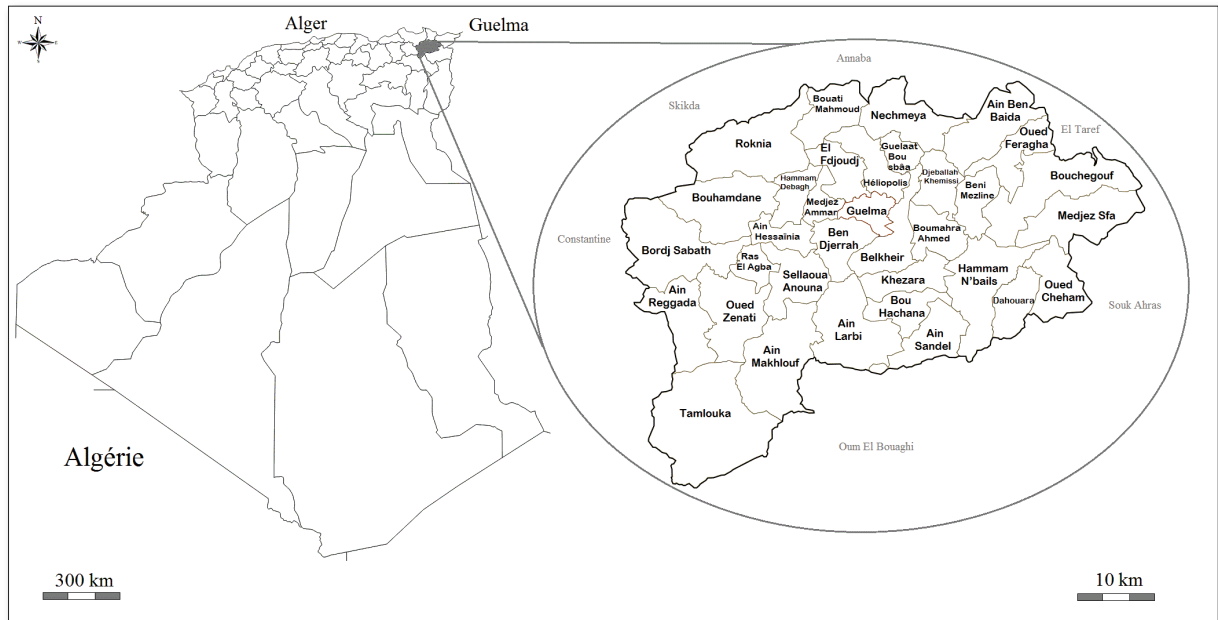 N
W
E
S
Alger
Guelma
Algérie
300 km
Annaba
Skikda
El Taref
Constantine
Souk Ahras
Oum El Bouaghi
Bouati
Mahmoud
Nechmeya
Ain Ben
Baida
Oued
Feragha
Roknia
El
Fdjoudj
Guelaat
Bou
sbâa
Djeballah
Khemissi
Bouchegouf
Hammam
Debagh
Héliopolis
Beni
Mezline
Bouhamdane
Medjez
Ammar
Guelma
Medjez Sfa
Ain
Hessainia
Ben
Djerrah
Boumahra
Ahmed
Bordj Sabath
Ras
El Agba
Belkheir
Sellaoua
Anouna
Khezara
Hammam
N'bails
Oued
Cheham
Ain
Reggada
Oued
Zenati
Bou
Hachana
Dahouara
Ain
Larbi
Ain
Sandel
Ain
Makhlouf
Tamlouka
10 km